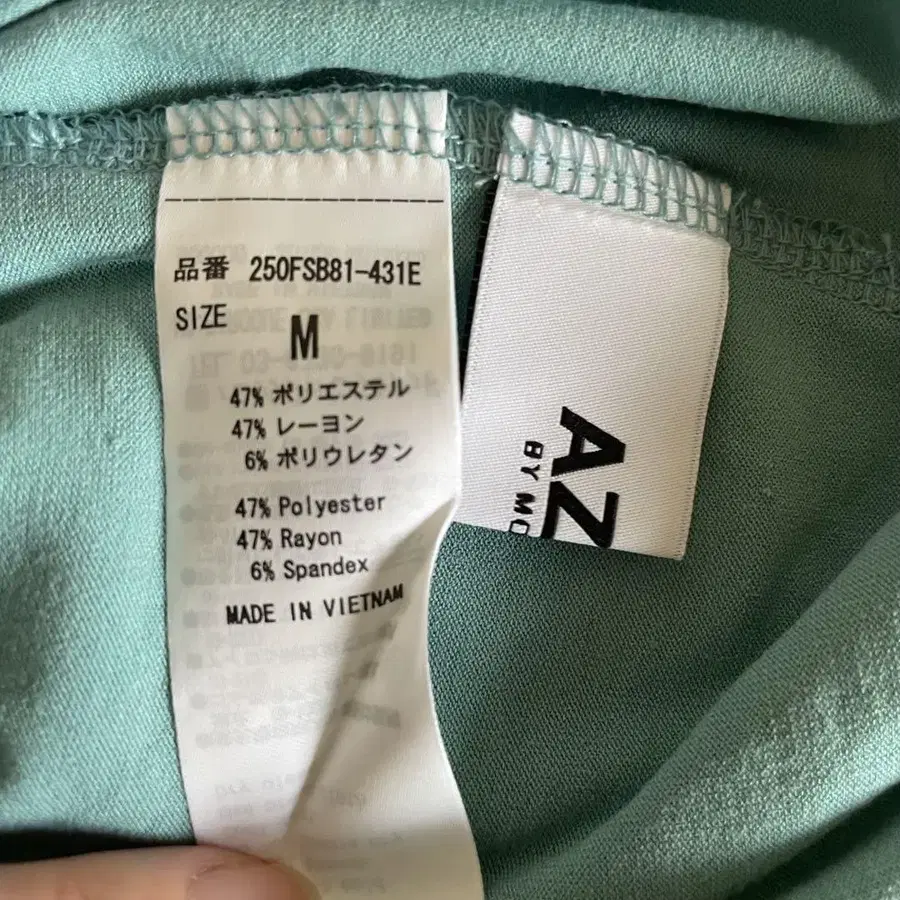 品番 250FSB81-431E
SIZE
M
47% ポリエステル
47% レーヨン
6% ポリウレタン
47% Polyester
47% Rayon
6% Spandex
MADE IN VIETNAM
AZ
BY MO